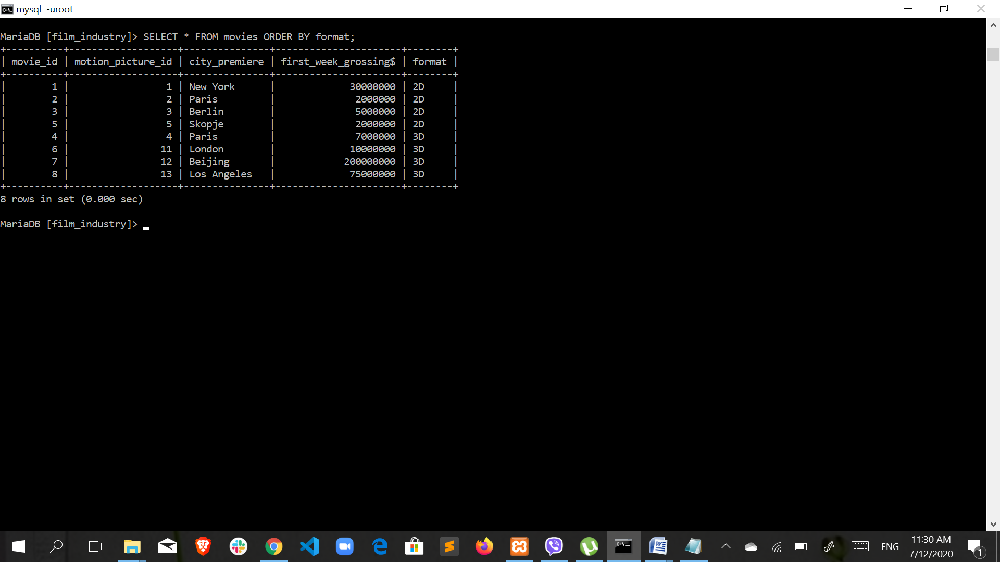 mysql  -uroot
MariaDB [film_industry]> SELECT * FROM movies ORDER BY format;
+----------+-------------------+---------------+----------------------+--------+
| movie_id | motion_picture_id | city_premiere | first_week_grossing$ | format |
+----------+-------------------+---------------+----------------------+--------+
|        1 |                 1 | New York      |             30000000 | 2D     |
|        2 |                 2 | Paris         |              2000000 | 2D     |
|        3 |                 3 | Berlin        |              5000000 | 2D     |
|        5 |                 5 | Skopje        |              2000000 | 2D     |
|        4 |                 4 | Paris         |              7000000 | 3D     |
|        6 |                11 | London        |             10000000 | 3D     |
|        7 |                12 | Beijing       |            200000000 | 3D     |
|        8 |                13 | Los Angeles   |             75000000 | 3D     |
+----------+-------------------+---------------+----------------------+--------+
8 rows in set (0.000 sec)
MariaDB [film_industry]>
ENG
11:30 AM
7/12/2020
1